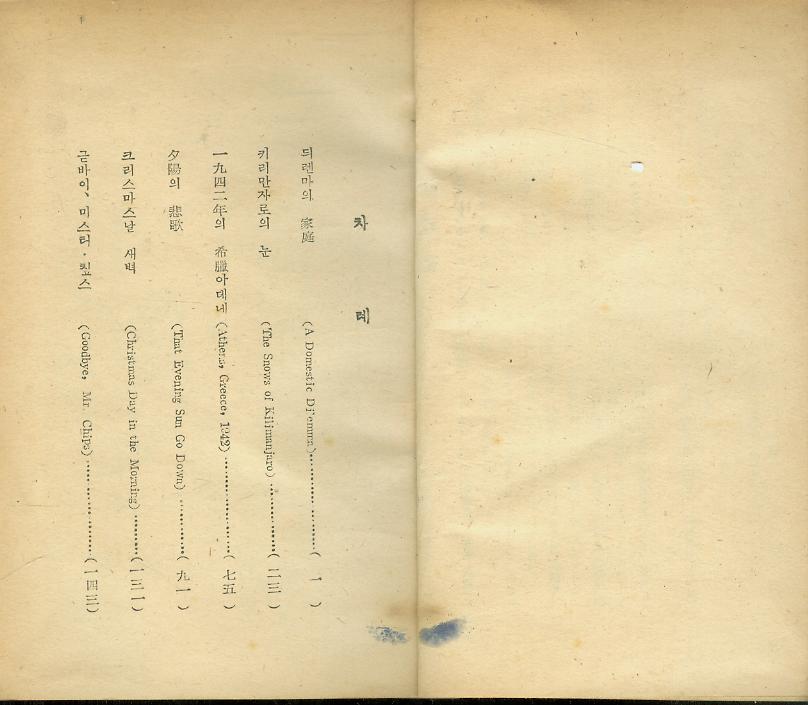 차 례
듸렌마의 家庭 (A Domestic Di'emma)…………………( 一 )
키리만자로의 눈 (The Snows of Kilimanjaro)…………………( 二三 )
一九四二年의 希臘아데네 (Athens, Greece, 1942)…………………( 七五 )
夕陽의 悲歌 (That Evening Sun Go Down)…………………( 九一 )
크리스마스날 새벽 (Christmas Day in the Morning)…………………( 一三一 )
굳바이、미스터·칲스 (Goodbye, Mr. Chips)…………………( 一四三 )